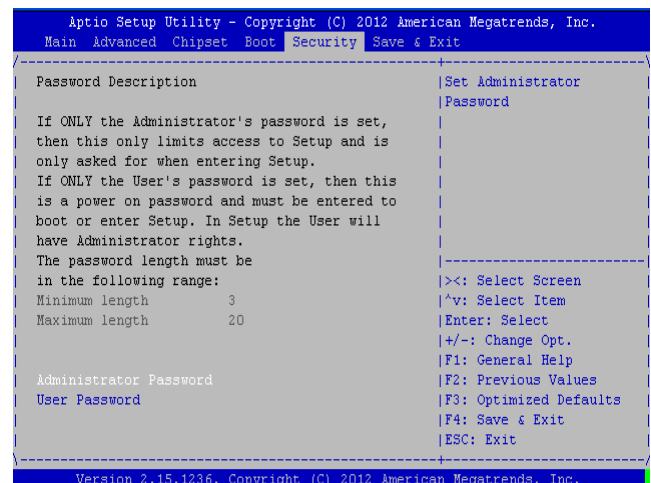 Aptio Setup Utility - Copyright (C) 2012 American Megatrends, Inc.
Main Advanced Chipset Boot Security Save & Exit
Password Description
If ONLY the Administrator's password is set,
then this only limits access to Setup and is
only asked for when entering Setup.
If ONLY the User's password is set, then this
is a power on password and must be entered to
boot or enter Setup. In Setup the User will
have Administrator rights.
The password length must be
in the following range:
Minimum length 3
Maximum length 20
Administrator Password
User Password
Set Administrator
Password
><: Select Screen
^v: Select Item
Enter: Select
+/-: Change Opt.
F1: General Help
F2: Previous Values
F3: Optimized Defaults
F4: Save & Exit
ESC: Exit
Version 2.15.1236. Copyright (C) 2012 American Megatrends, Inc.